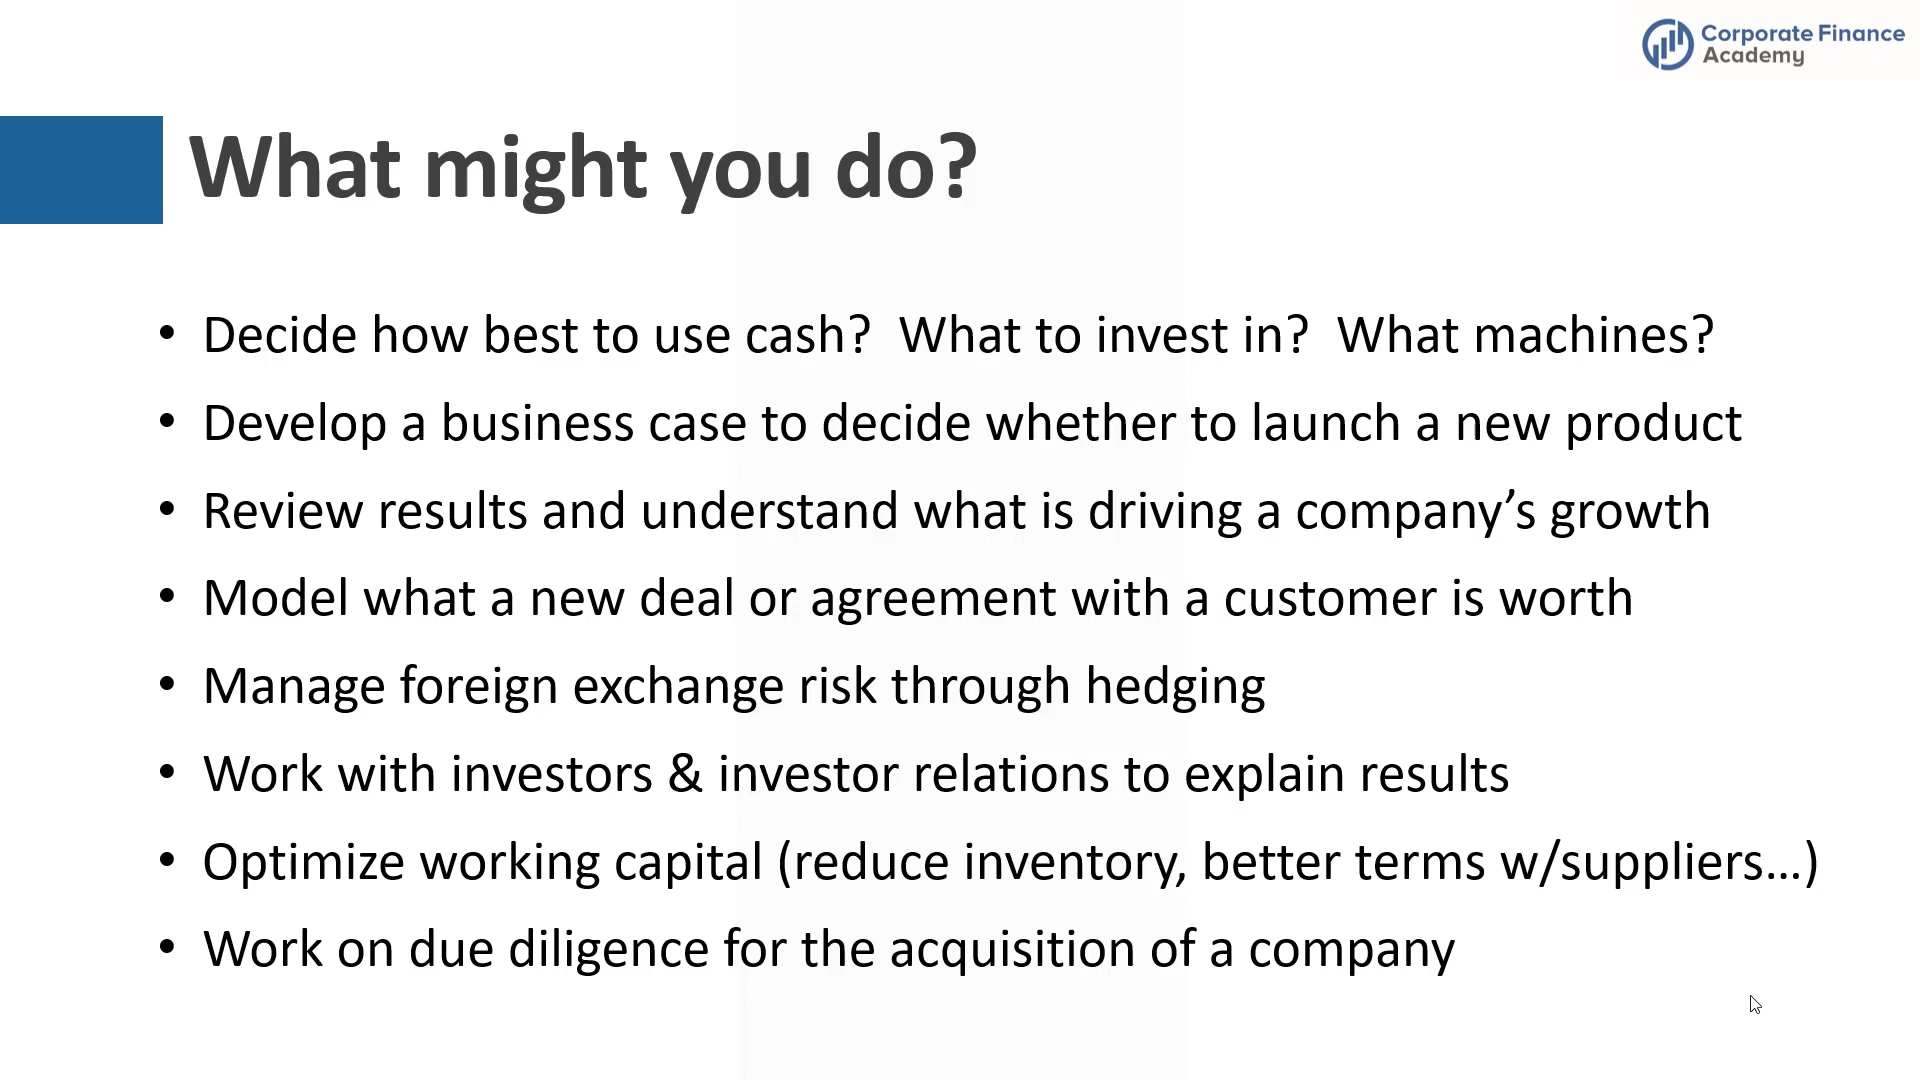 Corporate Finance
Academy
What might you do?
• Decide how best to use cash?  What to invest in?  What machines?
• Develop a business case to decide whether to launch a new product
• Review results and understand what is driving a company’s growth
• Model what a new deal or agreement with a customer is worth
• Manage foreign exchange risk through hedging
• Work with investors & investor relations to explain results
• Optimize working capital (reduce inventory, better terms w/suppliers…)
• Work on due diligence for the acquisition of a company